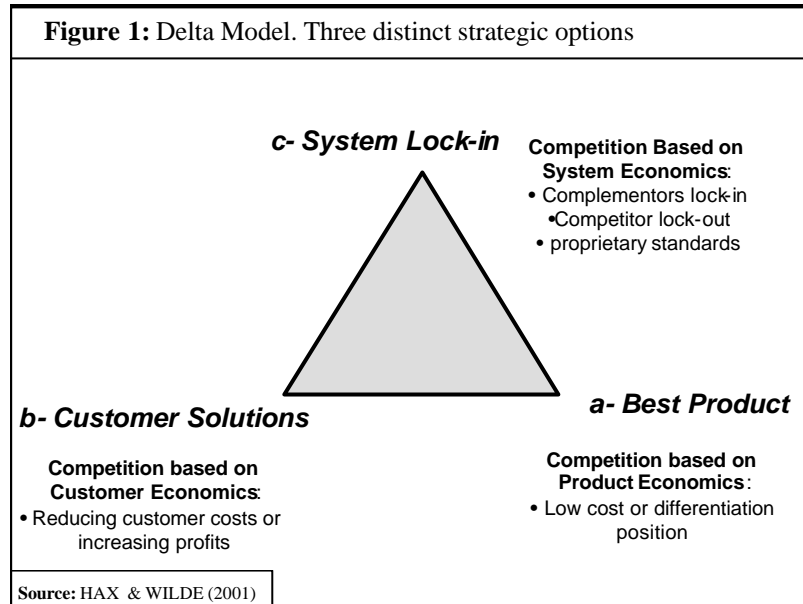 Figure 1: Delta Model. Three distinct strategic options
c- System Lock-in
Competition Based on
System Economics:
• Complementors lock-in
•Competitor lock-out
• proprietary standards
b- Customer Solutions
Competition based on
Customer Economics:
• Reducing customer costs or
increasing profits
a- Best Product
Competition based on
Product Economics:
• Low cost or differentiation
position
Source: HAX & WILDE (2001)